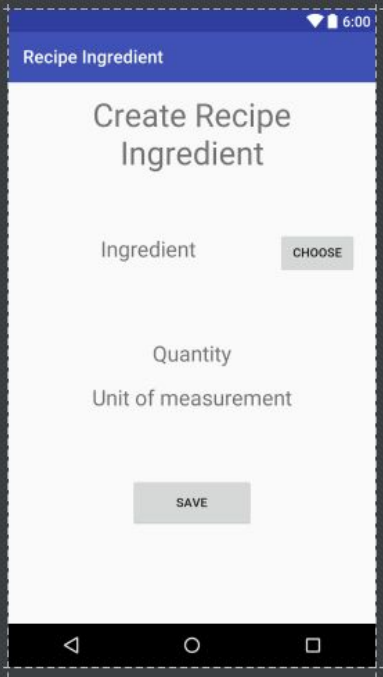 6:00
Recipe Ingredient
Create Recipe
Ingredient
Ingredient
CHOOSE
Quantity
Unit of measurement
SAVE